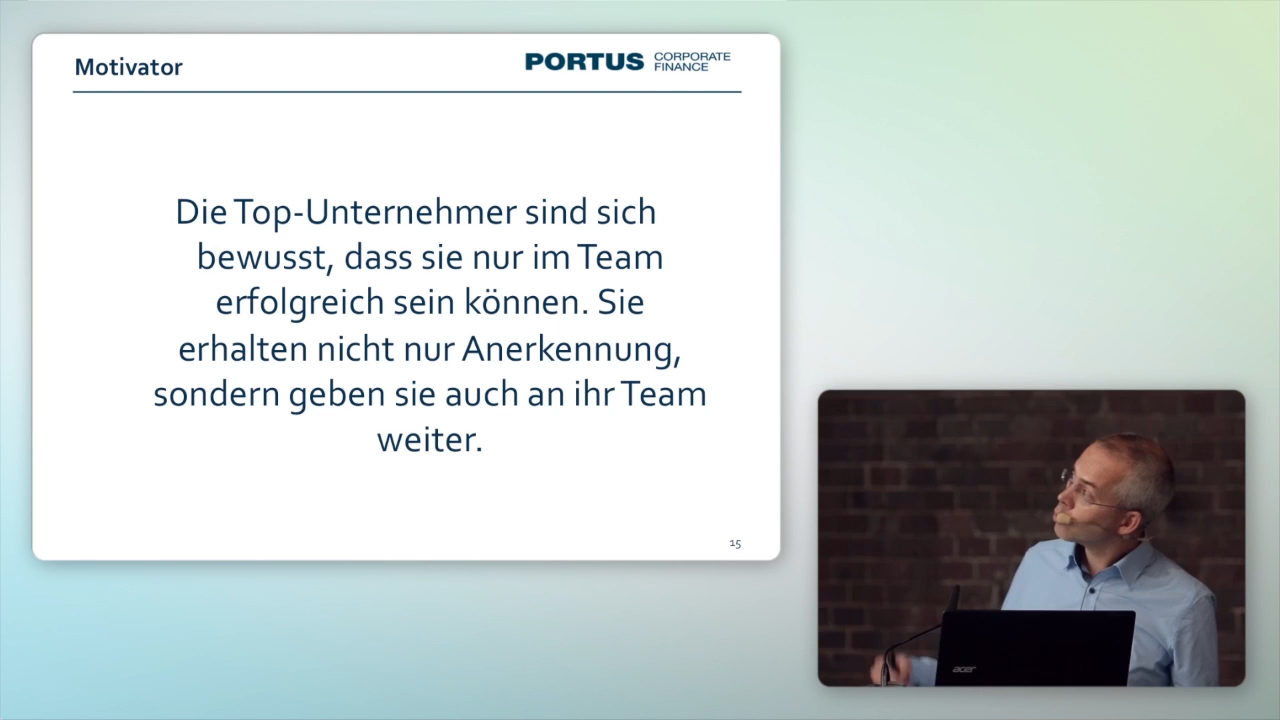 Motivator
PORTUS CORPORATE
FINANCE
Die Top-Unternehmer sind sich
bewusst, dass sie nur im Team
erfolgreich sein können. Sie
erhalten nicht nur Anerkennung,
sondern geben sie auch an ihr Team
weiter.
15
acer